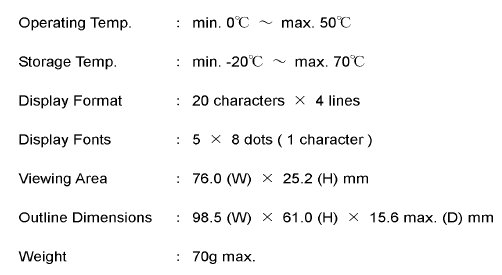 Operating Temp. : min. 0℃ ～ max. 50℃
Storage Temp. : min. -20℃ ～ max. 70℃
Display Format : 20 characters × 4 lines
Display Fonts : 5 × 8 dots ( 1 character )
Viewing Area : 76.0 (W) × 25.2 (H) mm
Outline Dimensions : 98.5 (W) × 61.0 (H) × 15.6 max. (D) mm
Weight : 70g max.